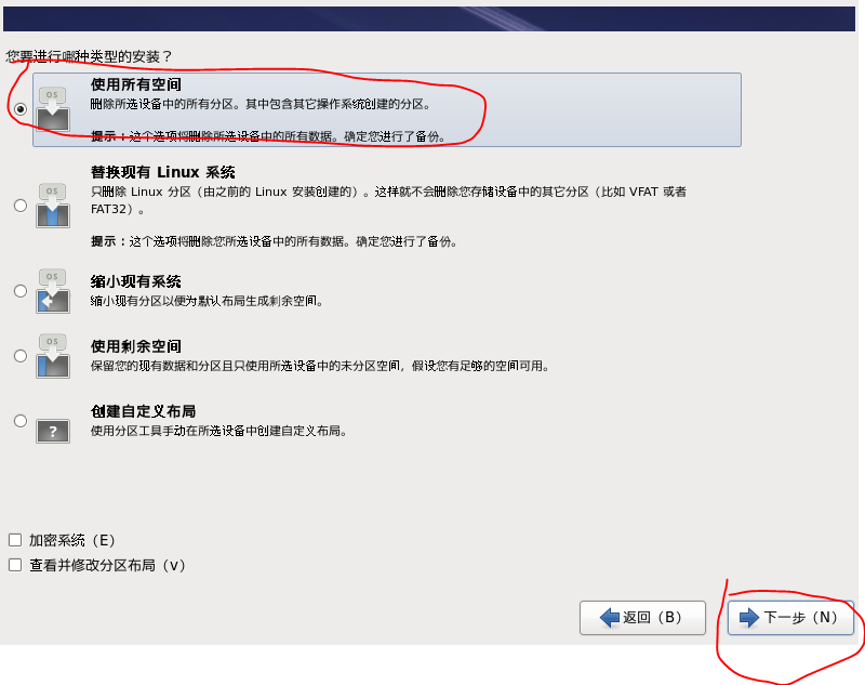 您要进行哪种类型的安装？
使用所有空间
删除所选设备中的所有分区。其中包含其它操作系统创建的分区。
提示：这个选项将删除所选设备中的所有数据。确定您进行了备份。
替换现有 Linux 系统
只删除 Linux 分区（由之前的 Linux 安装创建的）。这样就不会删除您存储设备中的其它分区（比如 VFAT 或者
FAT32）。
提示：这个选项将删除您所选设备中的所有数据。确定您进行了备份。
缩小现有系统
缩小现有分区以便为默认布局生成剩余空间。
使用剩余空间
保留您的现有数据和分区且只使用所选设备中的未分区空间，假设您有足够的空间可用。
创建自定义布局
使用分区工具手动在所选设备中创建自定义布局。
OS
OS
OS
OS
?
加密系统（E）
查看并修改分区布局（v）
返回（B）
下一步（N）